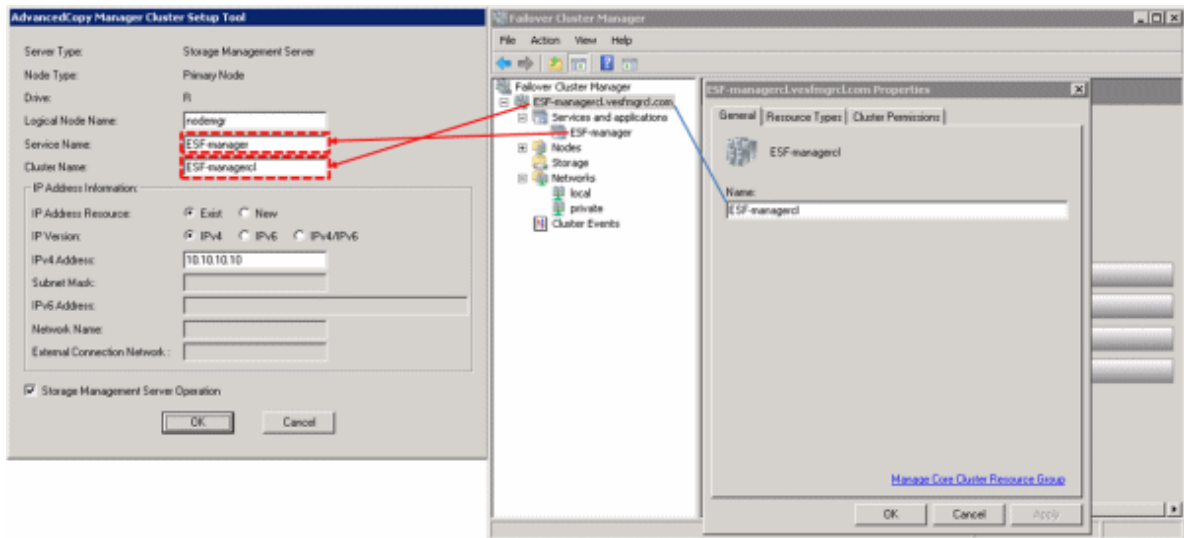 AdvancedCopy Manager Cluster Setup Tool
Server Type: Storage Management Server
Node Type: Primary Node
Drive: R
Logical Node Name: nodemgr
Service Name: ESF-manager
Cluster Name: ESF-managercl
IP Address Information:
IP Address Resource: Exist New
IP Version: IPv4 IPv6 IPv4/IPv6
IPv4 Address: 10.10.10.10
Subnet Mask:
IPv6 Address:
Network Name:
External Connection Network :
Storage Management Server Operation
OK Cancel
Failover Cluster Manager
File Action View Help
Failover Cluster Manager
ESF-managercl.vesfmgrcl.com
Services and applications
ESF-manager
Nodes
Storage
Networks
local
private
Cluster Events
ESF-managercl.vesfmgrcl.com Properties
General Resource Types Cluster Permissions
ESF-managercl
Name:
ESF-managercl
Manage Core Cluster Resource Group
OK Cancel Apply